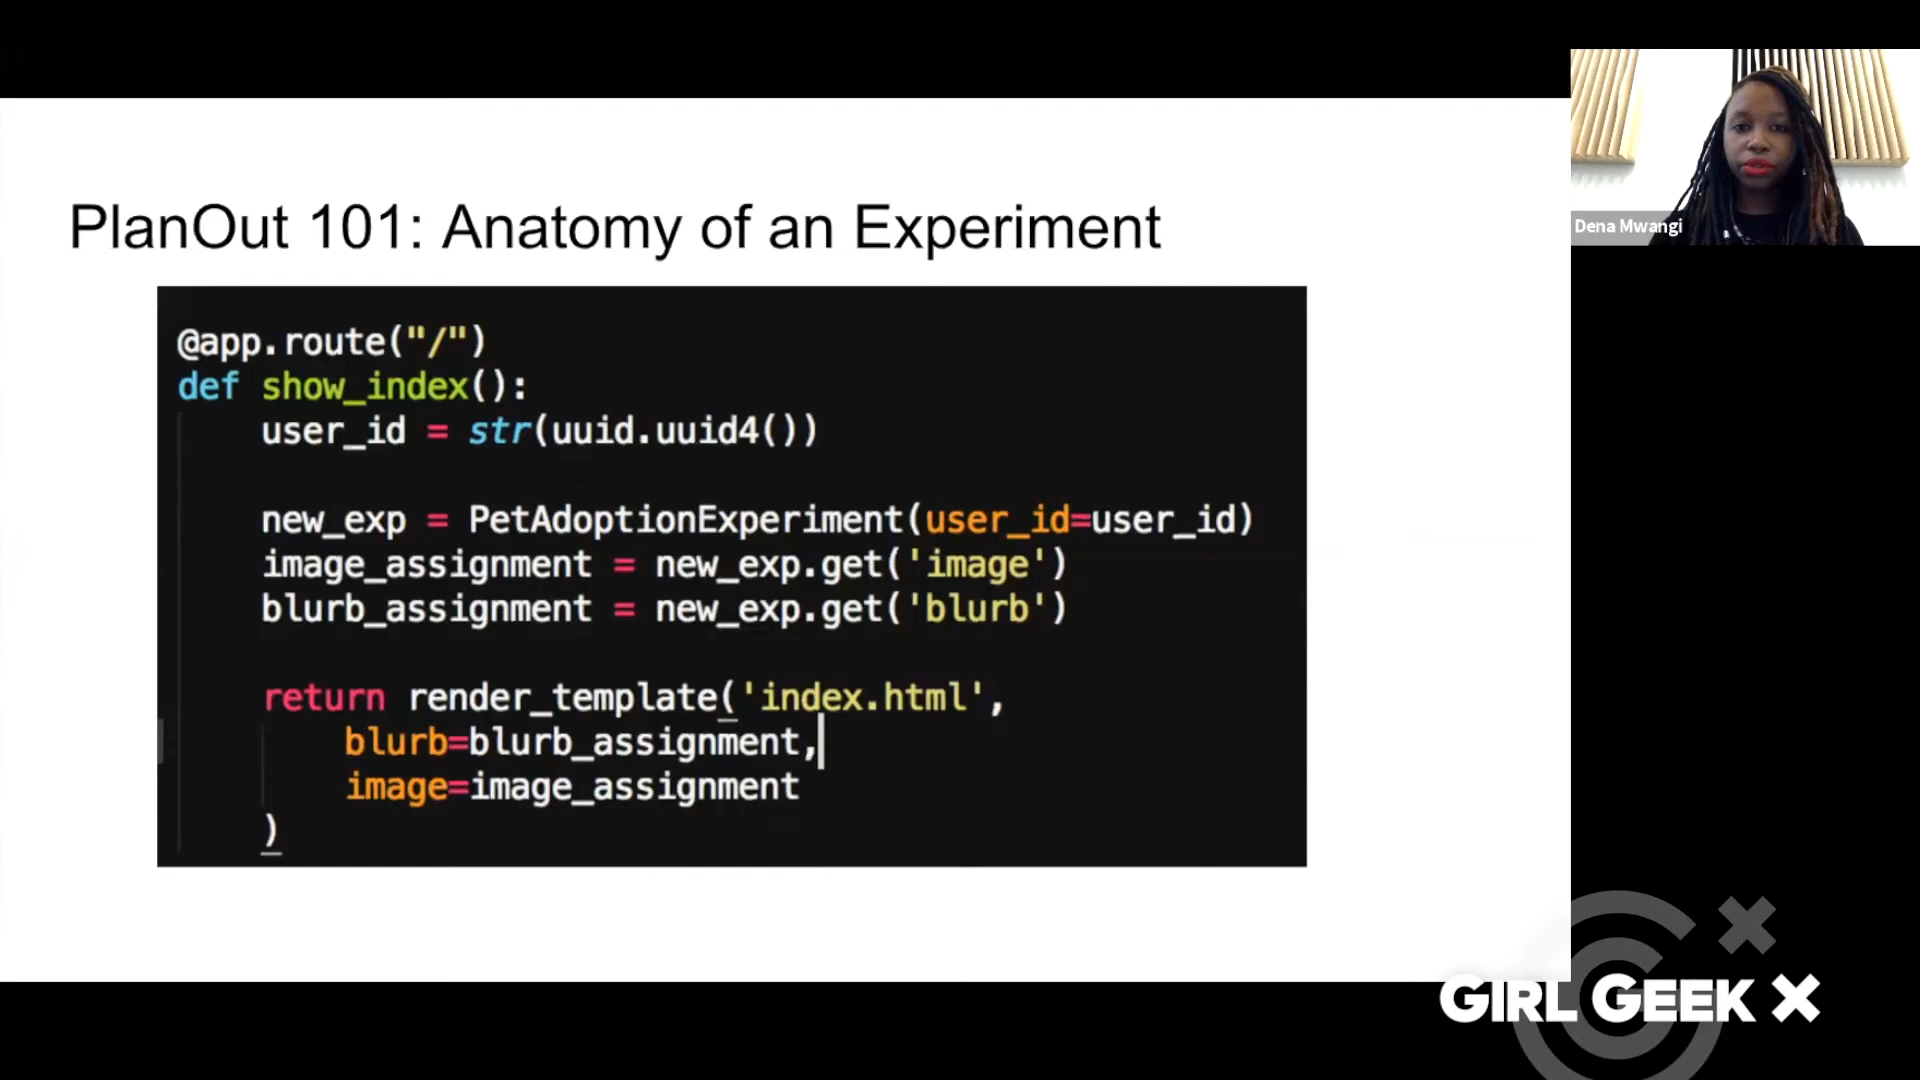 PlanOut 101: Anatomy of an Experiment
@app.route("/")
def show_index():
user_id = str(uuid.uuid4())
new_exp = PetAdoptionExperiment(user_id=user_id)
image_assignment = new_exp.get('image')
blurb_assignment = new_exp.get('blurb')
return render_template('index.html',
blurb=blurb_assignment,
image=image_assignment
)
Dena Mwangi
GIRL GEEK X